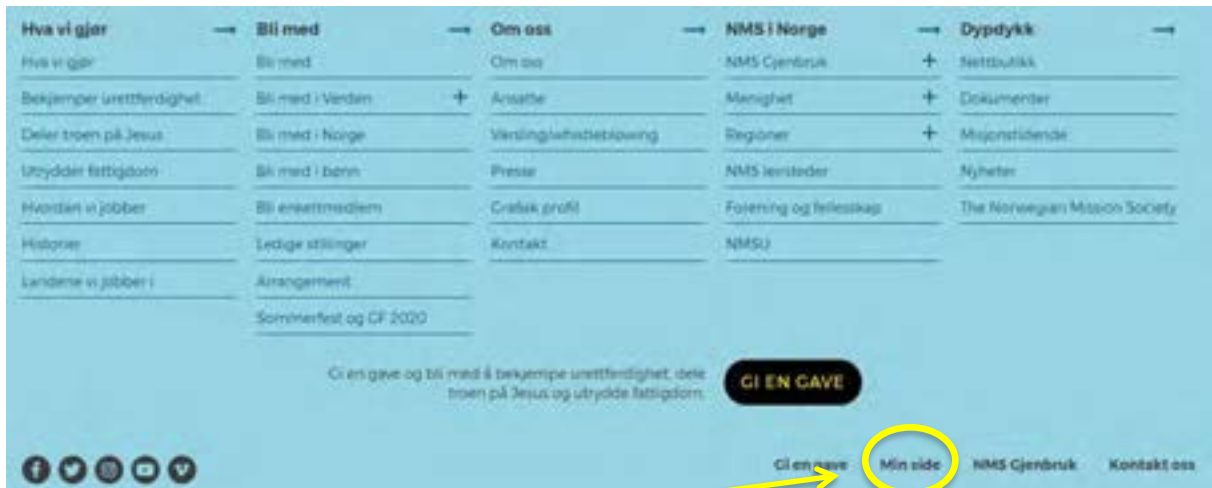 Hva vi gjør
Hva vi gjør
Bekjemper urettferdighet
Deler troen på Jesus
Utrydder fattigdom
Hvordan vi jobber
Historier
Landene vi jobber i
Bli med
Bli med
Bli med i Verden +
Bli med i Norge
Bli med i bønn
Bli ensettmedlem
Ledige stillinger
Arrangement
Sommerfest og GF 2020
Om oss
Om oss
Ansatte
Varsling/whistleblowing
Presse
Grafisk profil
Kontakt
NMS i Norge
NMS Gjenbruk +
Menighet +
Regioner +
NMS leirsteder
Forening og fellesskap
NMSU
Dypdykk
Nettbutikk
Dokumenter
Misjonstidende
Nyheter
The Norwegian Mission Society
Gi en gave og bli med å bekjempe urettferdighet, dele
troen på Jesus og utrydde fattigdom.
GI EN GAVE
Gi en gave Min side NMS Gjenbruk Kontakt oss